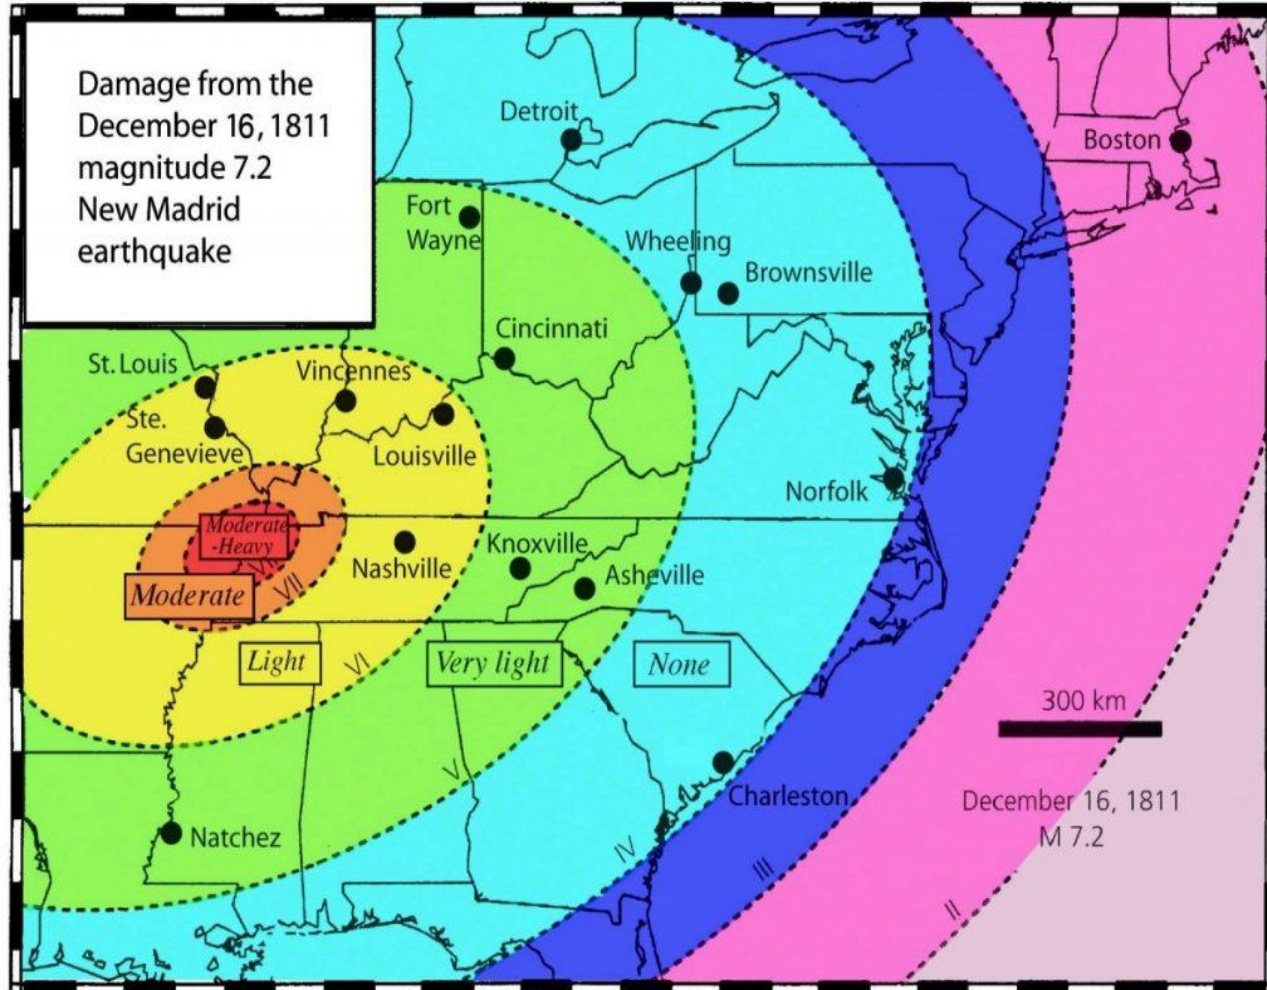 Damage from the
December 16, 1811
magnitude 7.2
New Madrid
earthquake
Detroit
Boston
Fort
Wayne
Wheeling
Brownsville
Cincinnati
St. Louis
Vincennes
Ste.
Genevieve
Louisville
Norfolk
Moderate
-Heavy
Nashville
Knoxville
Asheville
Moderate
VII
Light
VI
Very light
None
300 km
V
Charleston
December 16, 1811
M 7.2
Natchez
IV
III
II